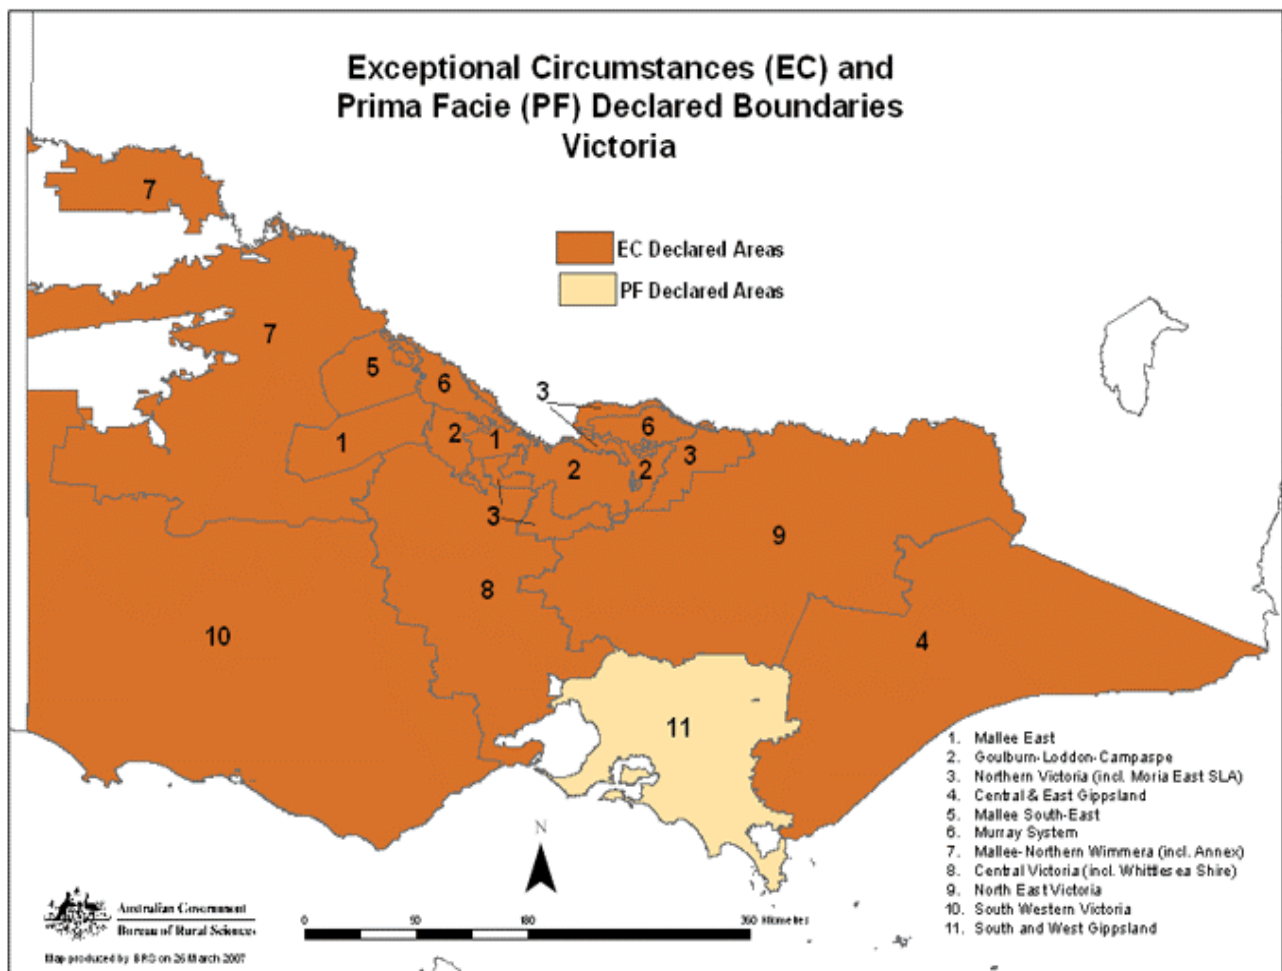 Exceptional Circumstances (EC) and
Prima Facie (PF) Declared Boundaries
Victoria
7
EC Declared Areas
PF Declared Areas
7
5
6
3
6
1
2
1
3
2
2
3
9
8
10
4
11
1. Mallee East
2. Goulburn-Loddon-Campaspe
3. Northern Victoria (incl. Moria East SLA)
4. Central & East Gippsland
5. Mallee South-East
6. Murray System
7. Mallee-Northern Wimmera (incl. Annex)
8. Central Victoria (incl. Whittlesea Shire)
9. North East Victoria
10. South Western Victoria
11. South and West Gippsland
N
0 90 180 360 Kilometres
Australian Government
Bureau of Rural Sciences
Map produced by BRS on 26 March 2007